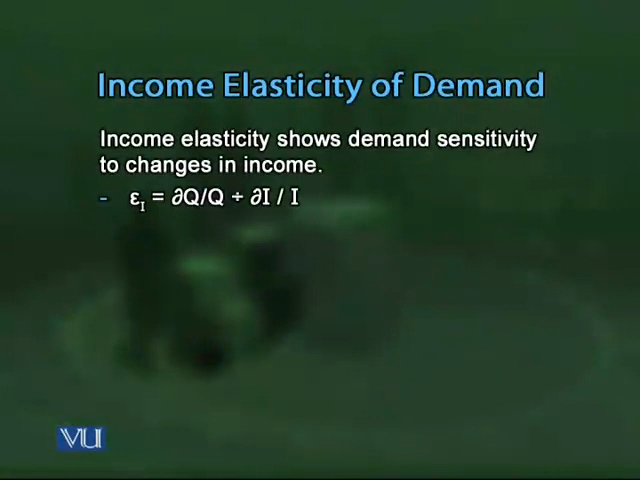 Income Elasticity of Demand
Income elasticity shows demand sensitivity
to changes in income.
- εI = ∂Q/Q ÷ ∂I / I
VU